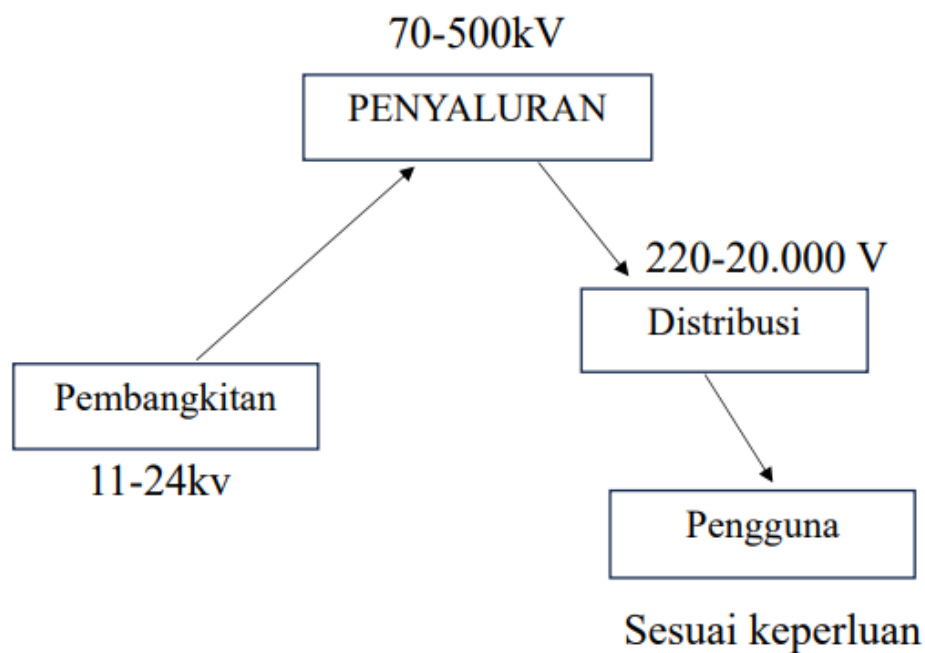 70-500kV
PENYALURAN
220-20.000 V
Distribusi
Pembangkitan
11-24kv
Pengguna
Sesuai keperluan